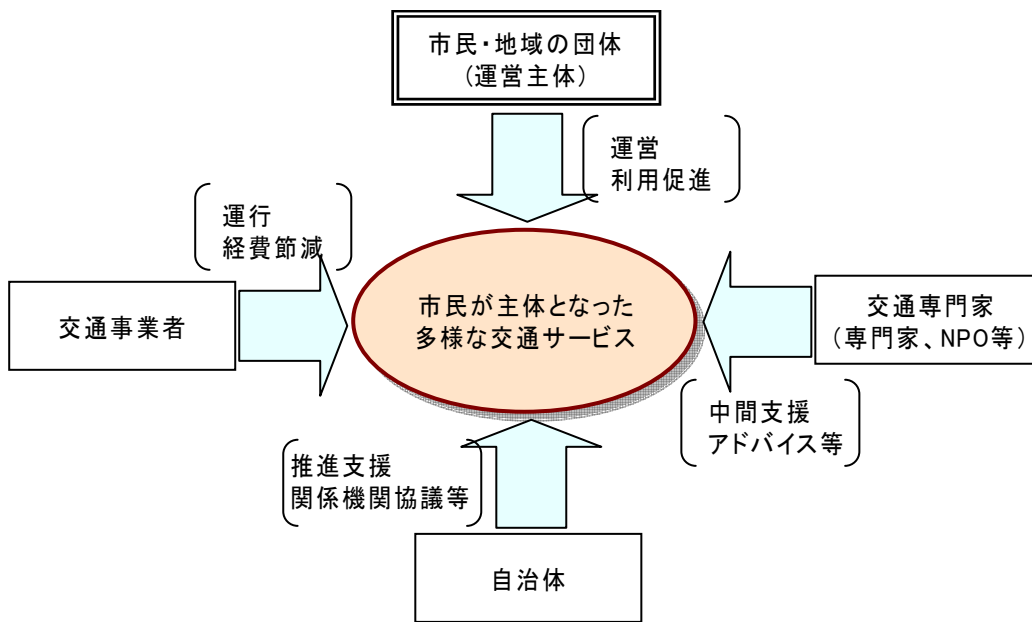 市民・地域の団体
(運営主体)
運営
利用促進
運行
経費節減
交通事業者
市民が主体となった
多様な交通サービス
交通専門家
(専門家、NPO等)
中間支援
アドバイス等
推進支援
関係機関協議等
自治体